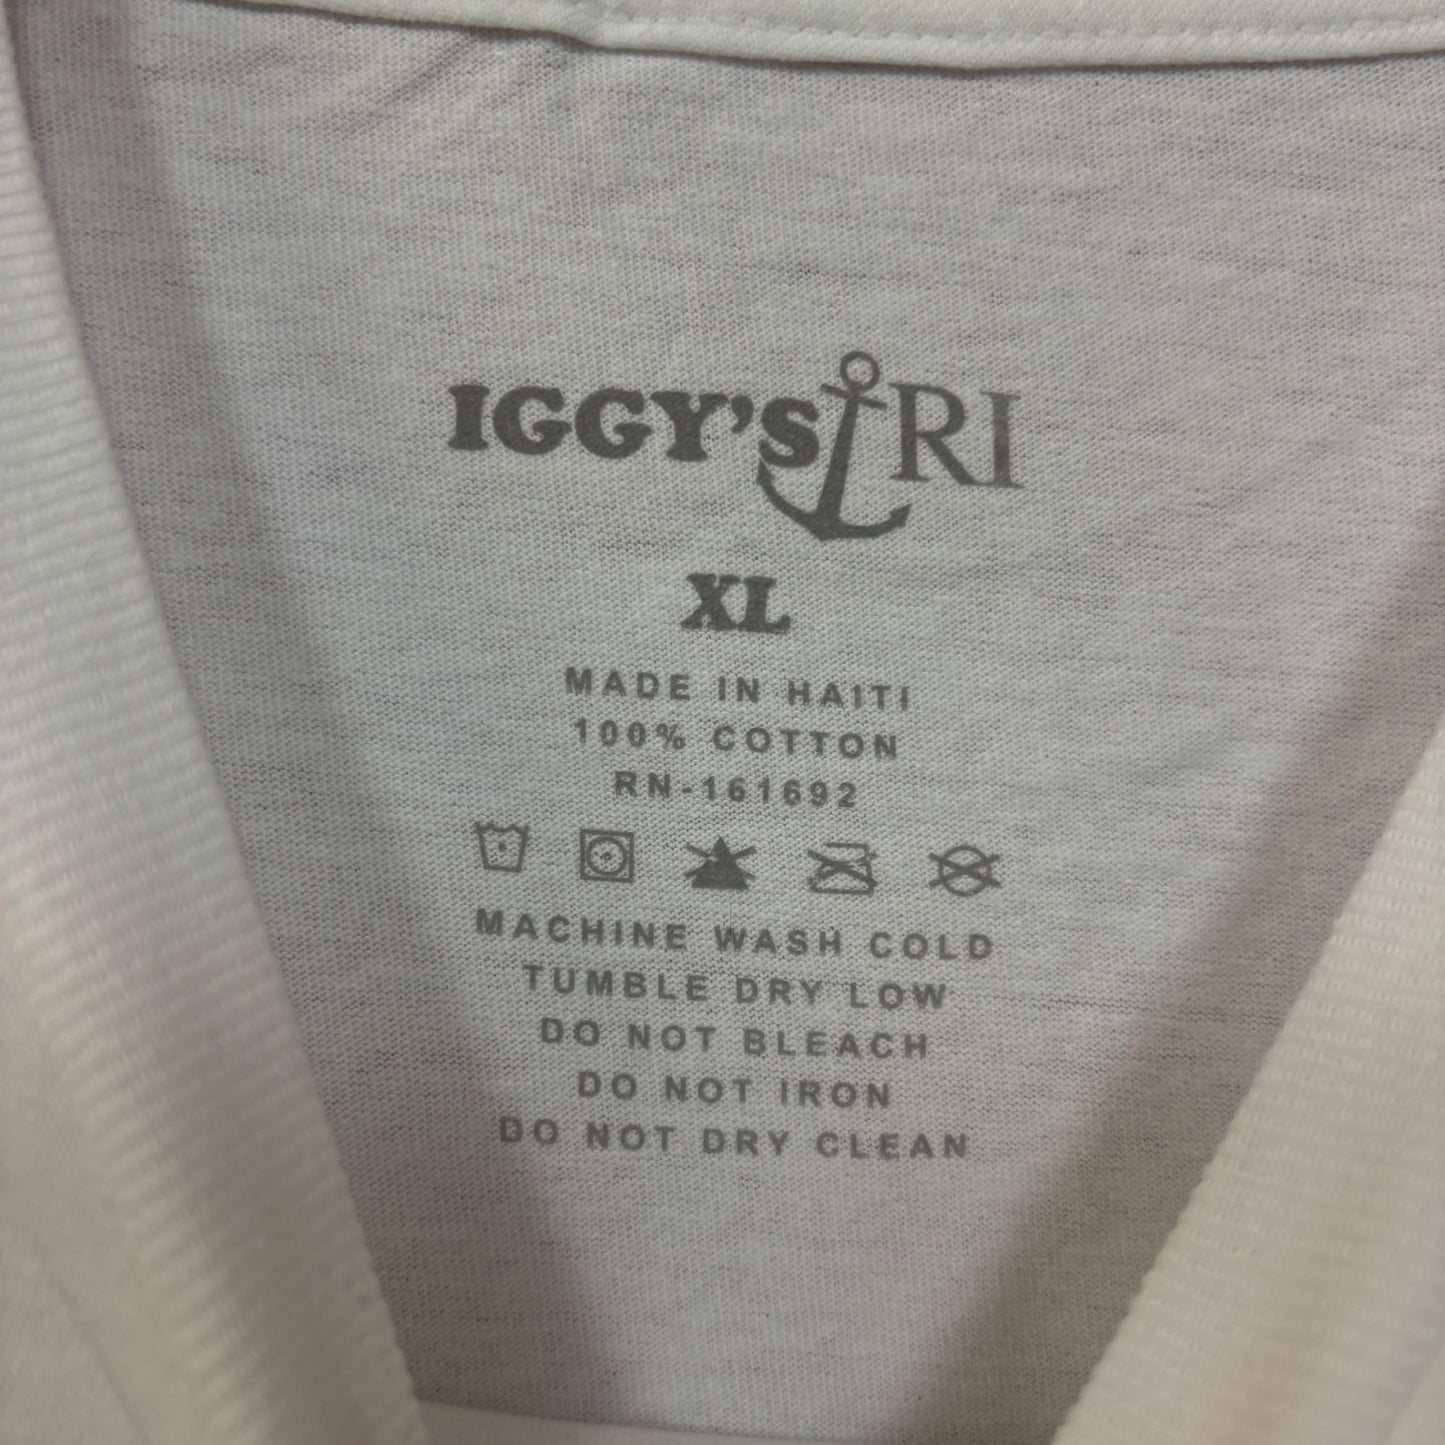 IGGY'S RI
XL
MADE IN HAITI
100% COTTON
RN-161692
MACHINE WASH COLD
TUMBLE DRY LOW
DO NOT BLEACH
DO NOT IRON
DO NOT DRY CLEAN